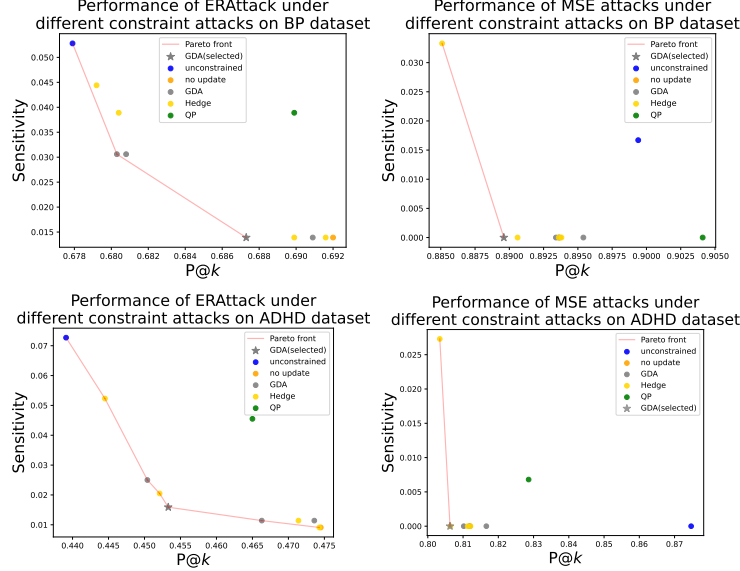 Performance of ERAttack under
different constraint attacks on BP dataset
Pareto front
GDA(selected)
unconstrained
no update
GDA
Hedge
QP
0.050
0.045
0.040
0.035
0.030
0.025
0.020
0.015
Sensitivity
0.678 0.680 0.682 0.684 0.686 0.688 0.690 0.692
P@k
Performance of MSE attacks under
different constraint attacks on BP dataset
Pareto front
GDA(selected)
unconstrained
no update
GDA
Hedge
QP
0.030
0.025
0.020
0.015
0.010
0.005
0.000
Sensitivity
0.8850 0.8875 0.8900 0.8925 0.8950 0.8975 0.9000 0.9025 0.9050
P@k
Performance of ERAttack under
different constraint attacks on ADHD dataset
Pareto front
GDA(selected)
unconstrained
no update
GDA
Hedge
QP
0.07
0.06
0.05
0.04
0.03
0.02
0.01
Sensitivity
0.440 0.445 0.450 0.455 0.460 0.465 0.470 0.475
P@k
Performance of MSE attacks under
different constraint attacks on ADHD dataset
Pareto front
unconstrained
no update
GDA
Hedge
QP
GDA(selected)
0.025
0.020
0.015
0.010
0.005
0.000
Sensitivity
0.80 0.81 0.82 0.83 0.84 0.85 0.86 0.87
P@k